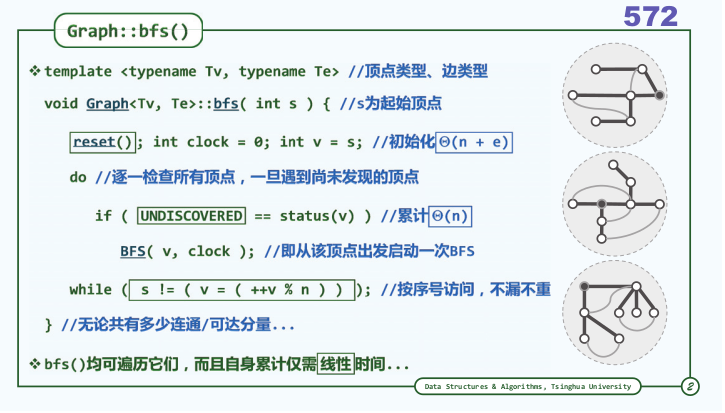 572
Graph::bfs()
❖template <typename Tv, typename Te> //顶点类型、边类型
void Graph<Tv, Te>::bfs( int s ) { //s为起始顶点
reset(); int clock = 0; int v = s; //初始化Θ(n + e)
do //逐一检查所有顶点，一旦遇到尚未发现的顶点
if ( UNDISCOVERED == status(v) ) //累计Θ(n)
BFS( v, clock ); //即从该顶点出发启动一次BFS
while ( s != ( v = ( ++v % n ) ) ); //按序号访问，不漏不重
} //无论共有多少连通/可达分量...
❖bfs()均可遍历它们，而且自身累计仅需线性时间...
Data Structures & Algorithms, Tsinghua University
2